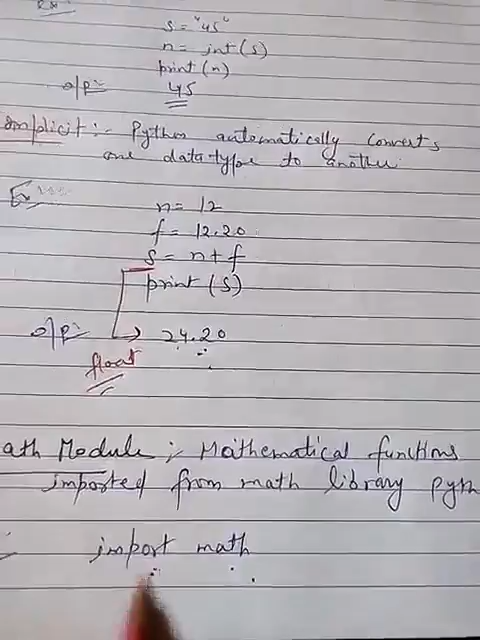 s = "45"
n = int(s)
print(n)
o/p:- 45
Implicit :- Python automatically converts
one datatype to another.
n = 12
f = 12.20
s = n + f
print(s)
o/p:- 24.20
float
ath Module :- Mathematical functions
imported from math library pyth
import math